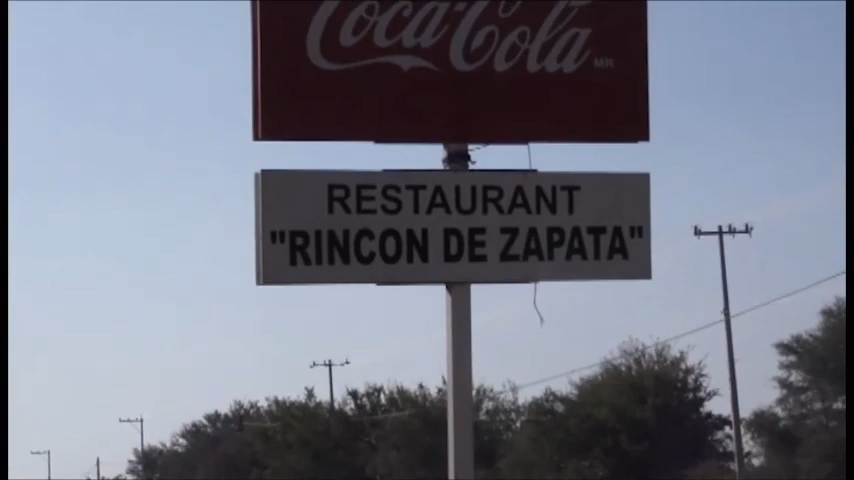 Coca-Cola
MR
RESTAURANT
"RINCON DE ZAPATA"